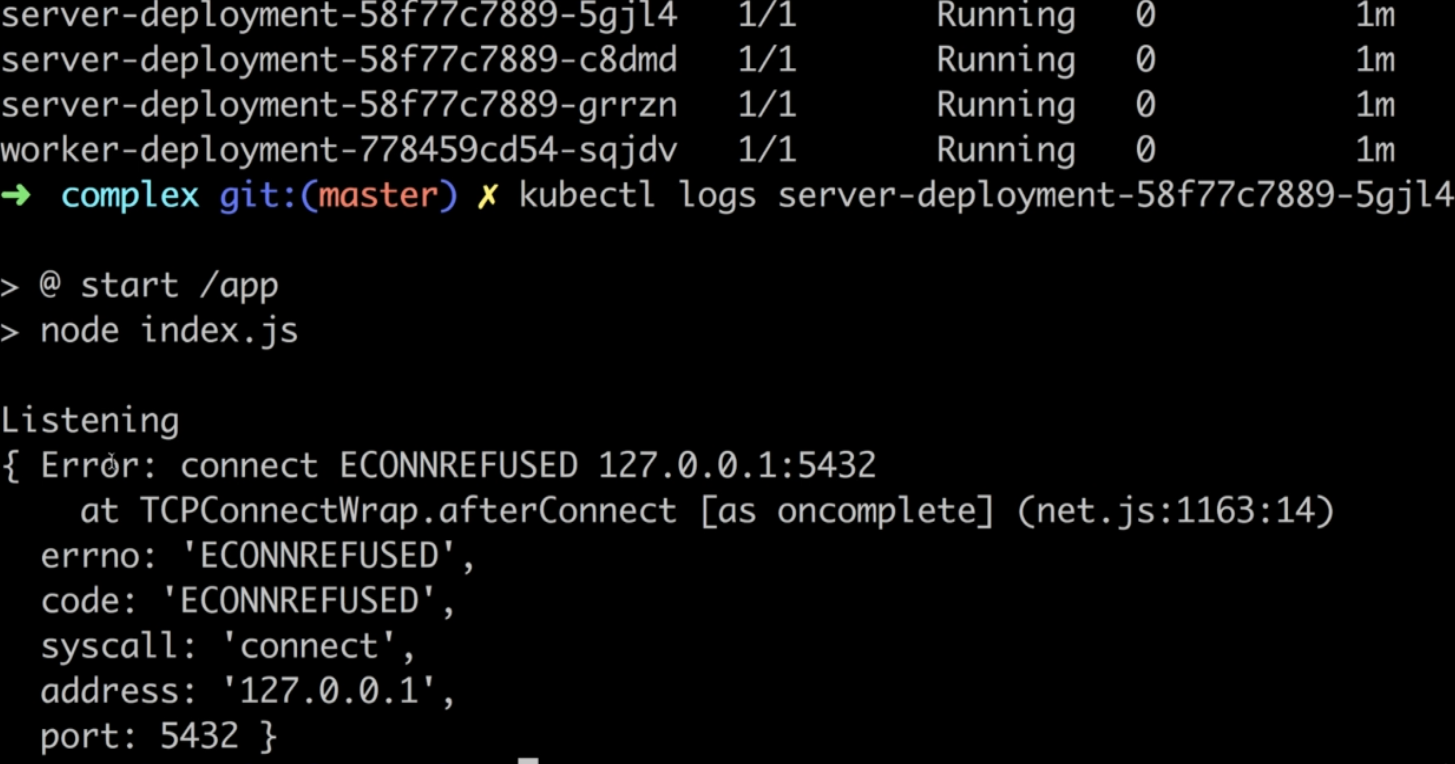 server-deployment-58f77c7889-5gjl4 1/1 Running 0 1m
server-deployment-58f77c7889-c8dmd 1/1 Running 0 1m
server-deployment-58f77c7889-grrzn 1/1 Running 0 1m
worker-deployment-778459cd54-sqjdv 1/1 Running 0 1m
➜ complex git:(master) ✗ kubectl logs server-deployment-58f77c7889-5gjl4
> @ start /app
> node index.js
Listening
{ Error: connect ECONNREFUSED 127.0.0.1:5432
at TCPConnectWrap.afterConnect [as oncomplete] (net.js:1163:14)
errno: 'ECONNREFUSED',
code: 'ECONNREFUSED',
syscall: 'connect',
address: '127.0.0.1',
port: 5432 }